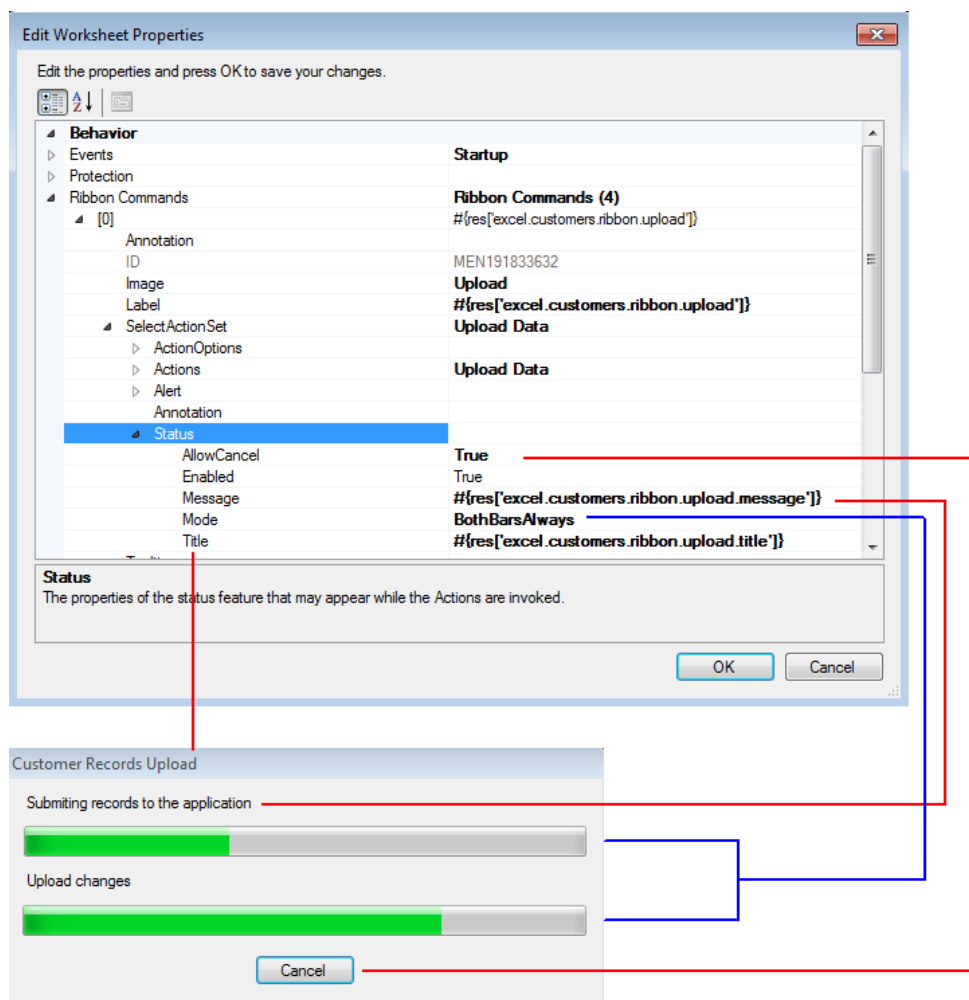 Edit Worksheet Properties
Edit the properties and press OK to save your changes.
Behavior
Events Startup
Protection
Ribbon Commands Ribbon Commands (4)
[0] #{res['excel.customers.ribbon.upload']}
Annotation
ID MEN191833632
Image Upload
Label #{res['excel.customers.ribbon.upload']}
SelectActionSet Upload Data
ActionOptions
Actions Upload Data
Alert
Annotation
Status
AllowCancel True
Enabled True
Message #{res['excel.customers.ribbon.upload.message']}
Mode BothBarsAlways
Title #{res['excel.customers.ribbon.upload.title']}
Status
The properties of the status feature that may appear while the Actions are invoked.
OK Cancel
Customer Records Upload
Submiting records to the application
Upload changes
Cancel